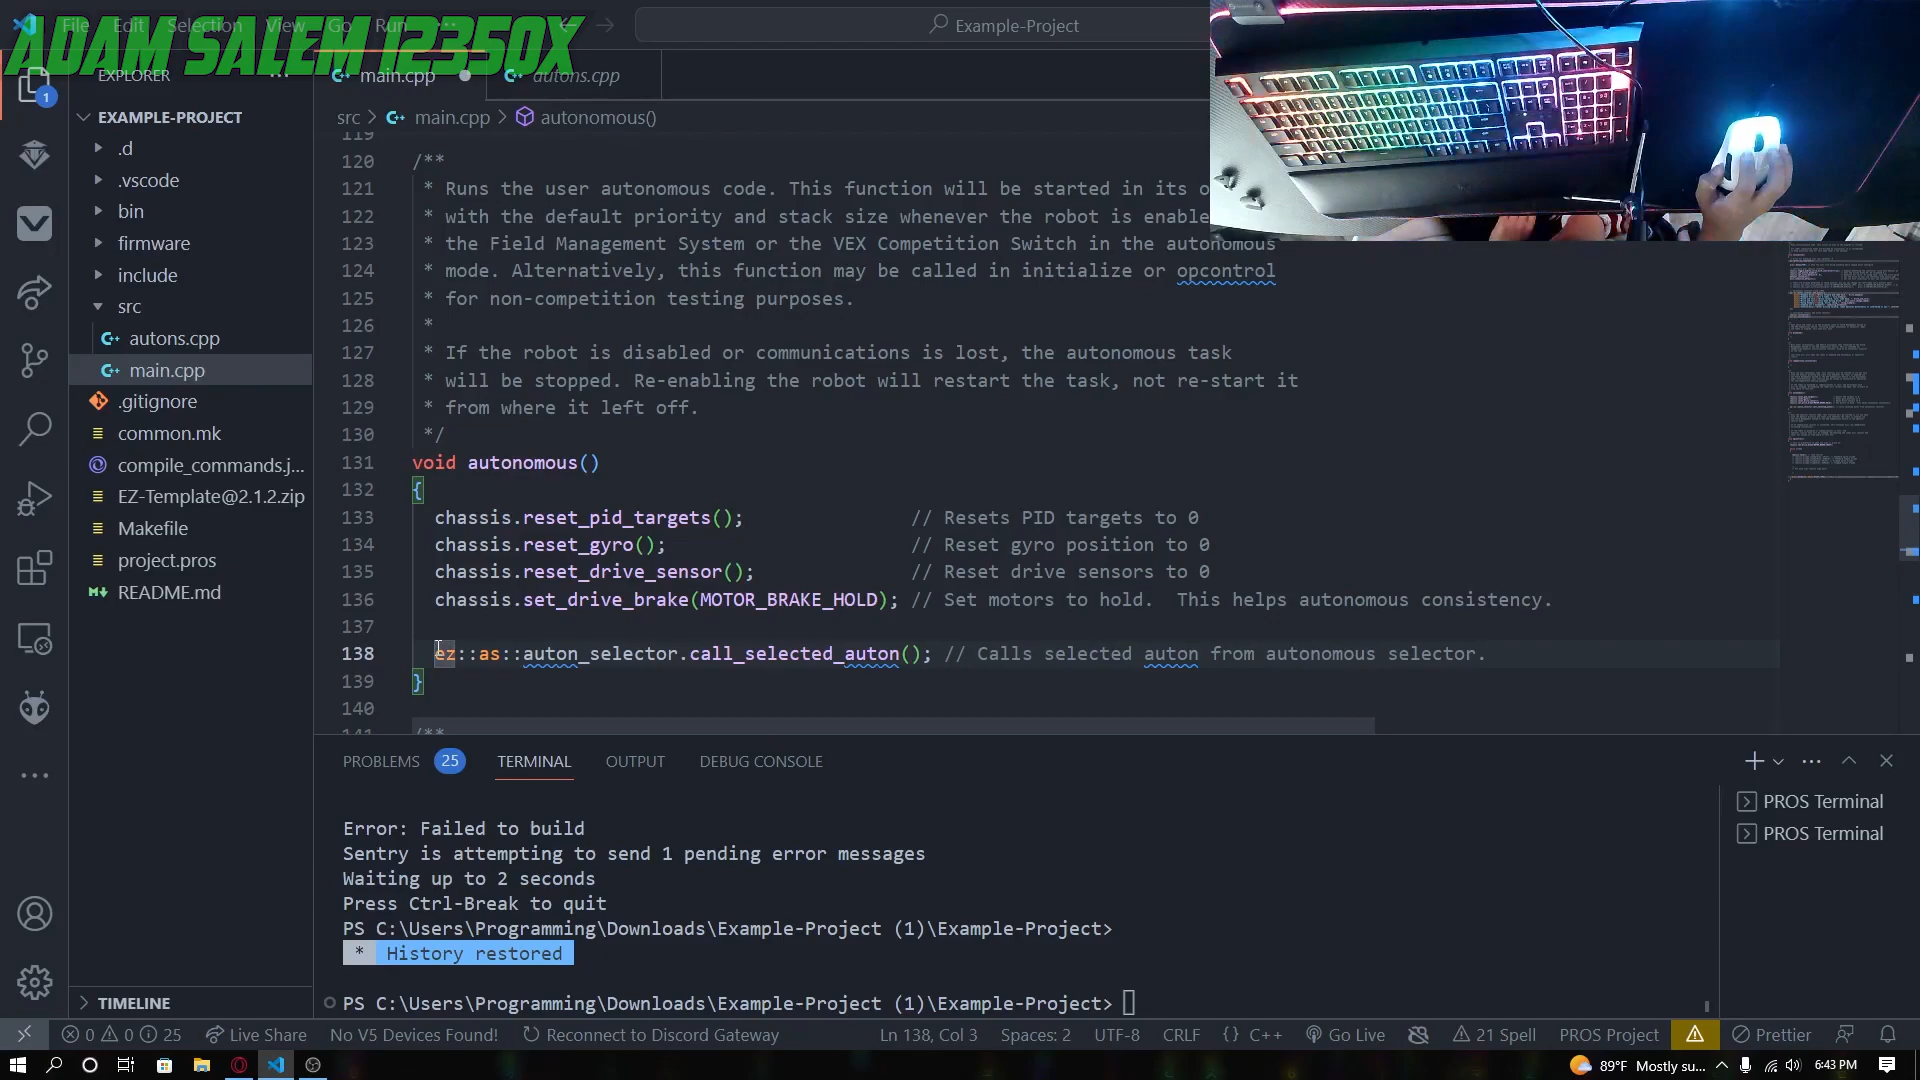 ADAM SALEM 12350X
File Edit Selection View Go Run
Example-Project
EXPLORER
main.cpp
autons.cpp
EXAMPLE-PROJECT
.d
.vscode
bin
firmware
include
src
autons.cpp
main.cpp
.gitignore
common.mk
compile_commands.j...
EZ-Template@2.1.2.zip
Makefile
project.pros
README.md
TIMELINE
src > main.cpp > autonomous()
119
120 /**
121 * Runs the user autonomous code. This function will be started in its o
122 * with the default priority and stack size whenever the robot is enable
123 * the Field Management System or the VEX Competition Switch in the autonomous
124 * mode. Alternatively, this function may be called in initialize or opcontrol
125 * for non-competition testing purposes.
126 *
127 * If the robot is disabled or communications is lost, the autonomous task
128 * will be stopped. Re-enabling the robot will restart the task, not re-start it
129 * from where it left off.
130 */
131 void autonomous()
132 {
133 chassis.reset_pid_targets(); // Resets PID targets to 0
134 chassis.reset_gyro(); // Reset gyro position to 0
135 chassis.reset_drive_sensor(); // Reset drive sensors to 0
136 chassis.set_drive_brake(MOTOR_BRAKE_HOLD); // Set motors to hold.  This helps autonomous consistency.
137
138 ez::as::auton_selector.call_selected_auton(); // Calls selected auton from autonomous selector.
139 }
140
141 /**
PROBLEMS 25 TERMINAL OUTPUT DEBUG CONSOLE
Error: Failed to build
Sentry is attempting to send 1 pending error messages
Waiting up to 2 seconds
Press Ctrl-Break to quit
PS C:\Users\Programming\Downloads\Example-Project (1)\Example-Project>
* History restored
PS C:\Users\Programming\Downloads\Example-Project (1)\Example-Project>
PROS Terminal
PROS Terminal
0 0 25 Live Share No V5 Devices Found! Reconnect to Discord Gateway Ln 138, Col 3 Spaces: 2 UTF-8 CRLF {} C++ Go Live 21 Spell PROS Project Prettier
89°F Mostly su... 6:43 PM
1